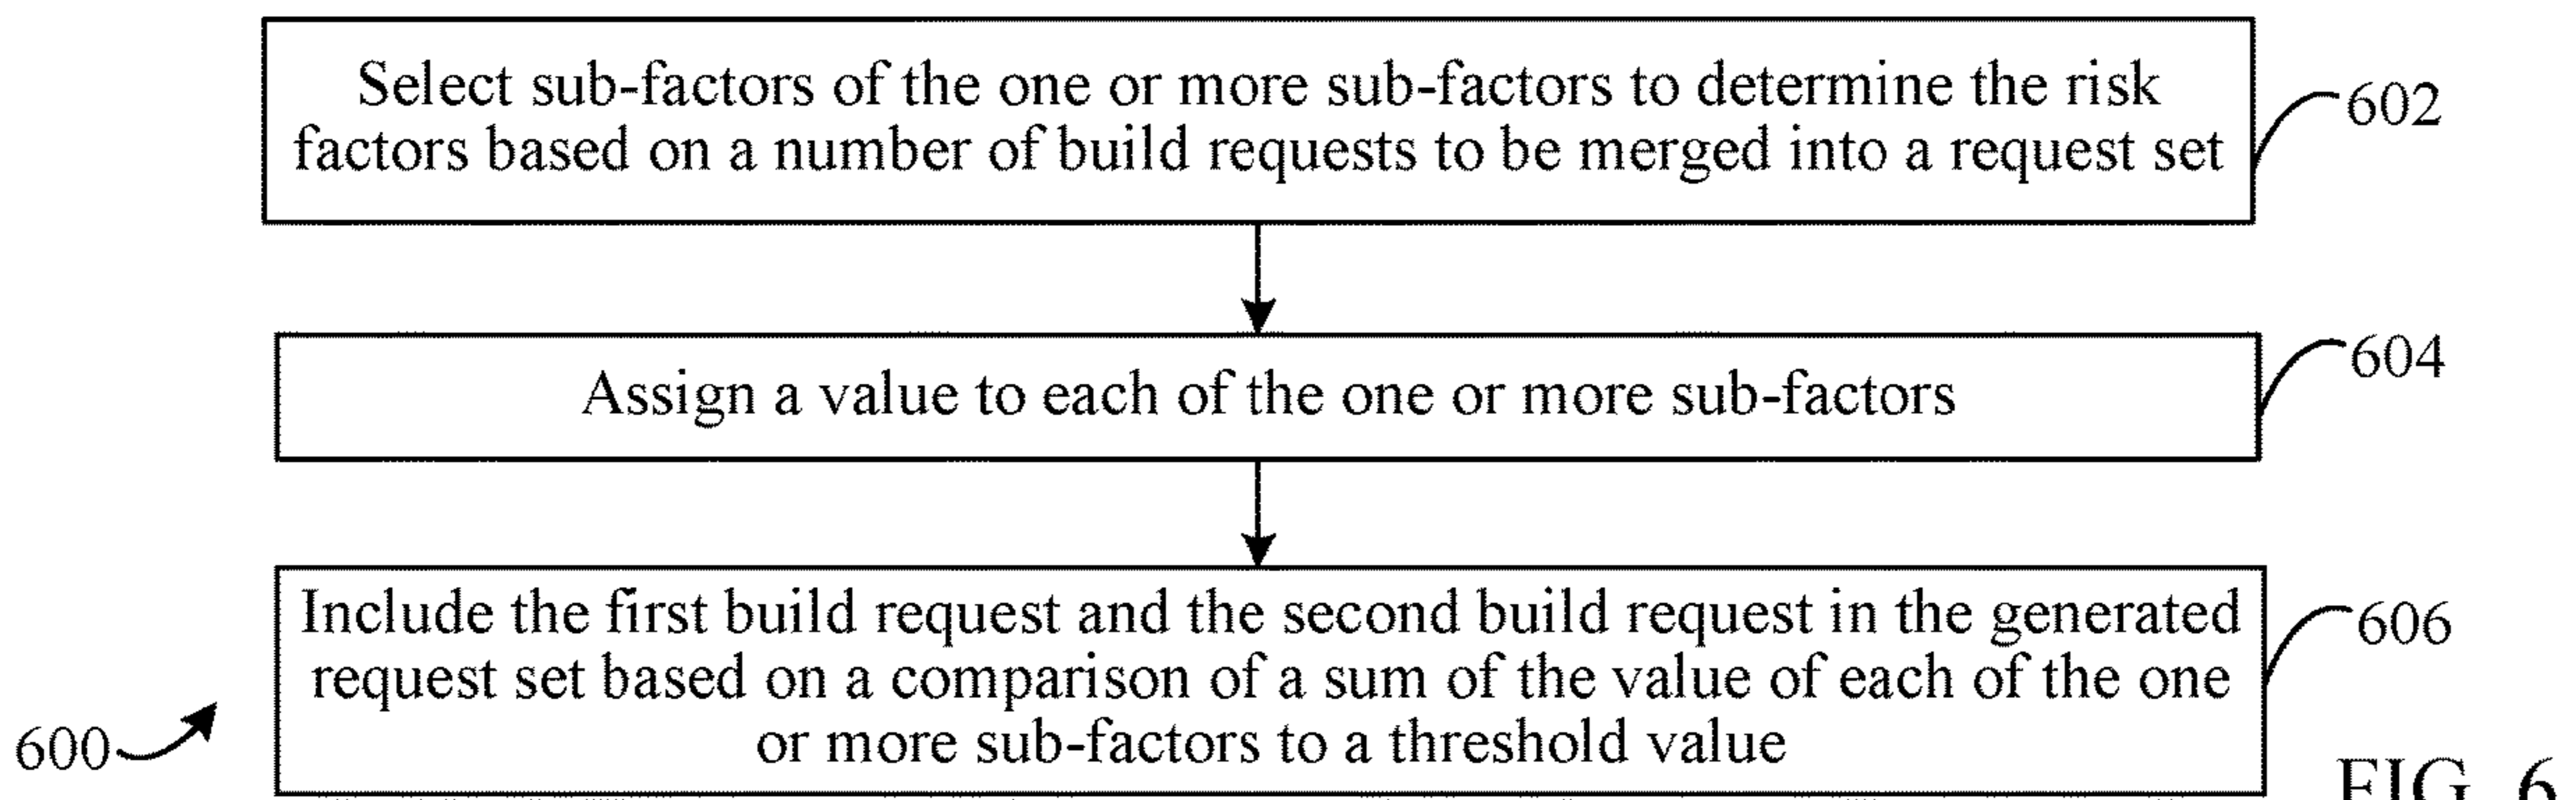 Select sub-factors of the one or more sub-factors to determine the risk
factors based on a number of build requests to be merged into a request set
602
Assign a value to each of the one or more sub-factors
604
Include the first build request and the second build request in the generated
request set based on a comparison of a sum of the value of each of the one
or more sub-factors to a threshold value
606
600
FIG. 6